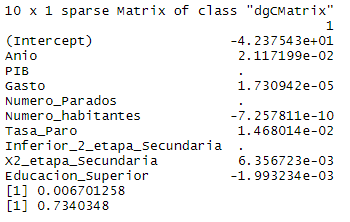 10 x 1 sparse Matrix of class "dgCMatrix"
1
(Intercept) -4.237543e+01
Anio 2.117199e-02
PIB .
Gasto 1.730942e-05
Numero_Parados .
Numero_habitantes -7.257811e-10
Tasa_Paro 1.468014e-02
Inferior_2_etapa_Secundaria .
X2_etapa_Secundaria 6.356723e-03
Educacion_Superior -1.993234e-03
[1] 0.006701258
[1] 0.7340348